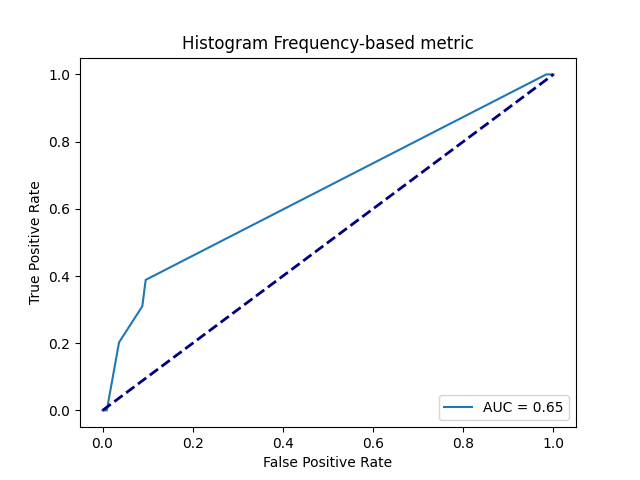 Histogram Frequency-based metric
True Positive Rate
1.0
0.8
0.6
0.4
0.2
0.0
AUC = 0.65
0.0 0.2 0.4 0.6 0.8 1.0
False Positive Rate